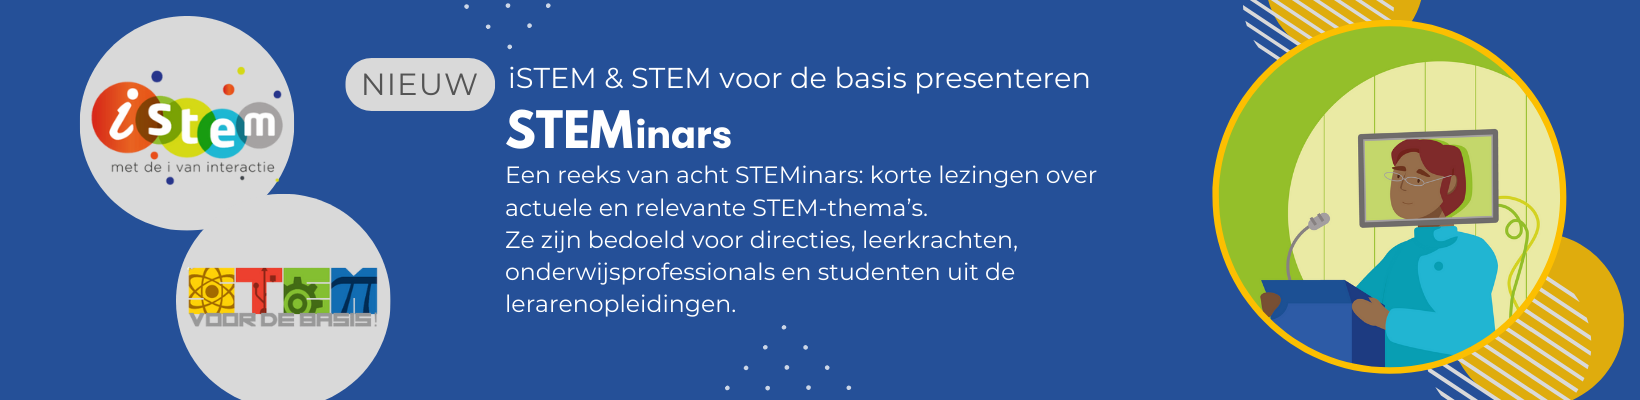 istem
met de i van interactie
STEM
VOOR DE BASIS!
NIEUW
iSTEM & STEM voor de basis presenteren
STEMinars
Een reeks van acht STEMinars: korte lezingen over
actuele en relevante STEM-thema’s.
Ze zijn bedoeld voor directies, leerkrachten,
onderwijsprofessionals en studenten uit de
lerarenopleidingen.